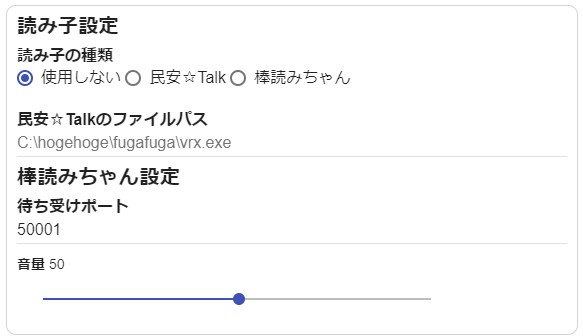 読み子設定
読み子の種類
使用しない 民安☆Talk 棒読みちゃん
民安☆Talkのファイルパス
C:\hogehoge\fugafuga\vrx.exe
棒読みちゃん設定
待ち受けポート
50001
音量 50